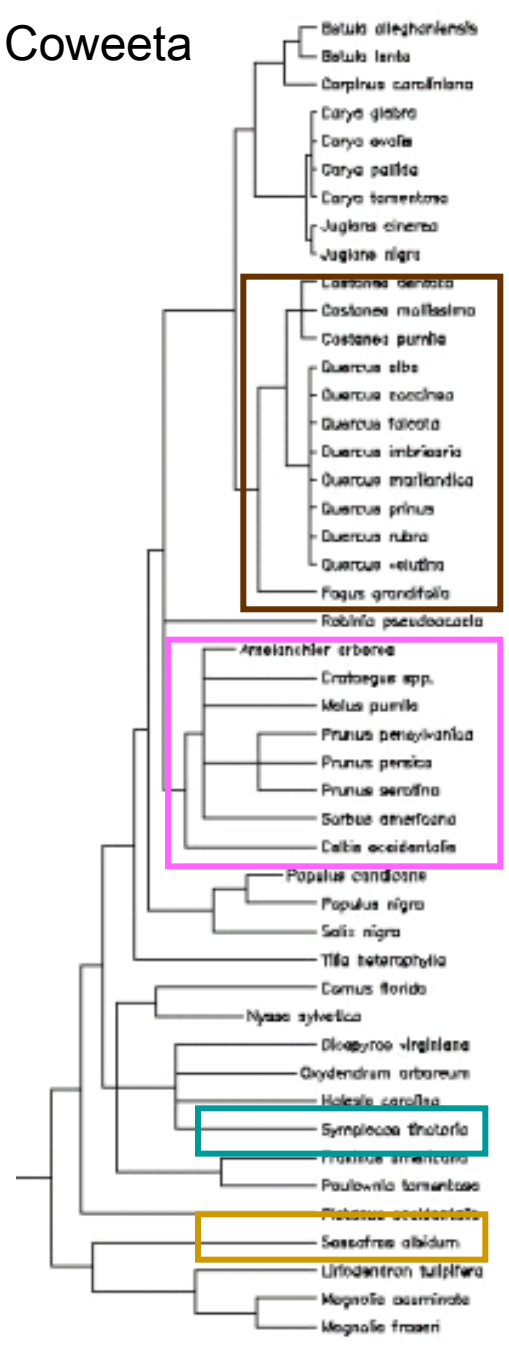 Coweeta
Betula alleghaniensis
Betula lenta
Carpinus caroliniana
Carya glabra
Carya ovalis
Carya pallida
Carya tomentosa
Juglans cinerea
Juglans nigra
Castanea dentata
Castanea mollissima
Castanea pumila
Quercus alba
Quercus coccinea
Quercus falcata
Quercus imbricaria
Quercus marilandica
Quercus prinus
Quercus rubra
Quercus velutina
Fagus grandifolia
Robinia pseudoacacia
Amelanchier arborea
Crataegus spp.
Malus pumila
Prunus pensylvanica
Prunus persica
Prunus serotina
Sorbus americana
Celtis occidentalis
Populus candicans
Populus nigra
Salix nigra
Tilia heterophylla
Cornus florida
Nyssa sylvatica
Diospyros virginiana
Oxydendrum arboreum
Halesia carolina
Symplocos tinctoria
Fraxinus americana
Paulownia tomentosa
Platanus occidentalis
Sassafras albidum
Liriodendron tulipifera
Magnolia acuminata
Magnolia fraseri